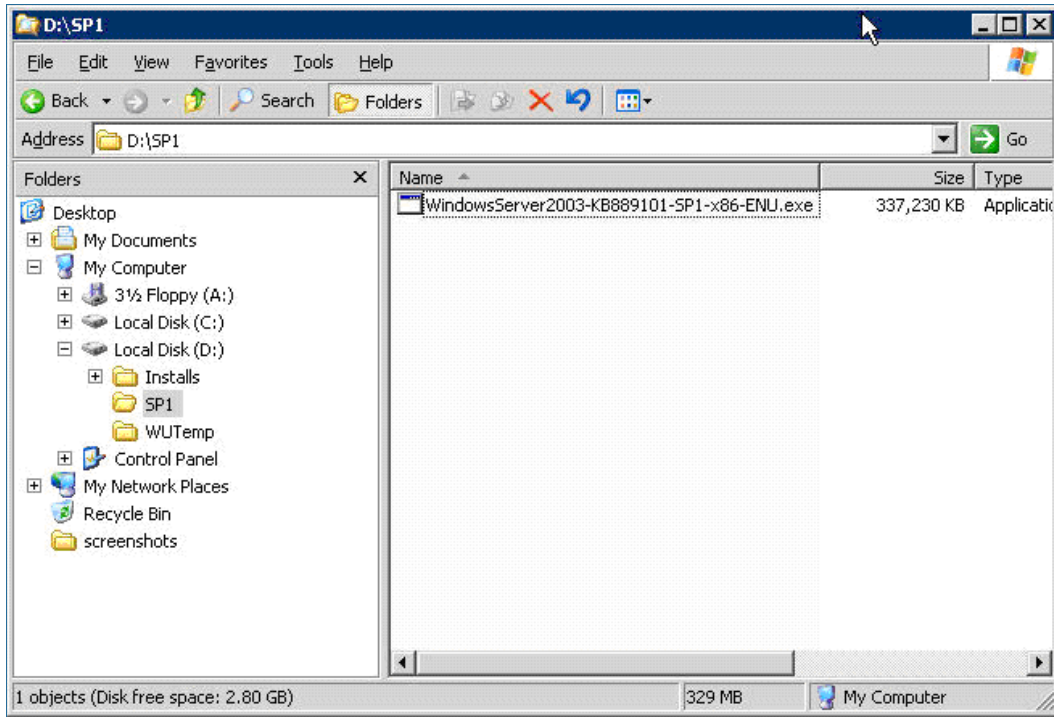 D:\SP1
File Edit View Favorites Tools Help
Back Search Folders
Address D:\SP1 Go
Folders
Name Size Type
WindowsServer2003-KB889101-SP1-x86-ENU.exe 337,230 KB Applicatio
Desktop
My Documents
My Computer
3½ Floppy (A:)
Local Disk (C:)
Local Disk (D:)
Installs
SP1
WUTemp
Control Panel
My Network Places
Recycle Bin
screenshots
1 objects (Disk free space: 2.80 GB) 329 MB My Computer